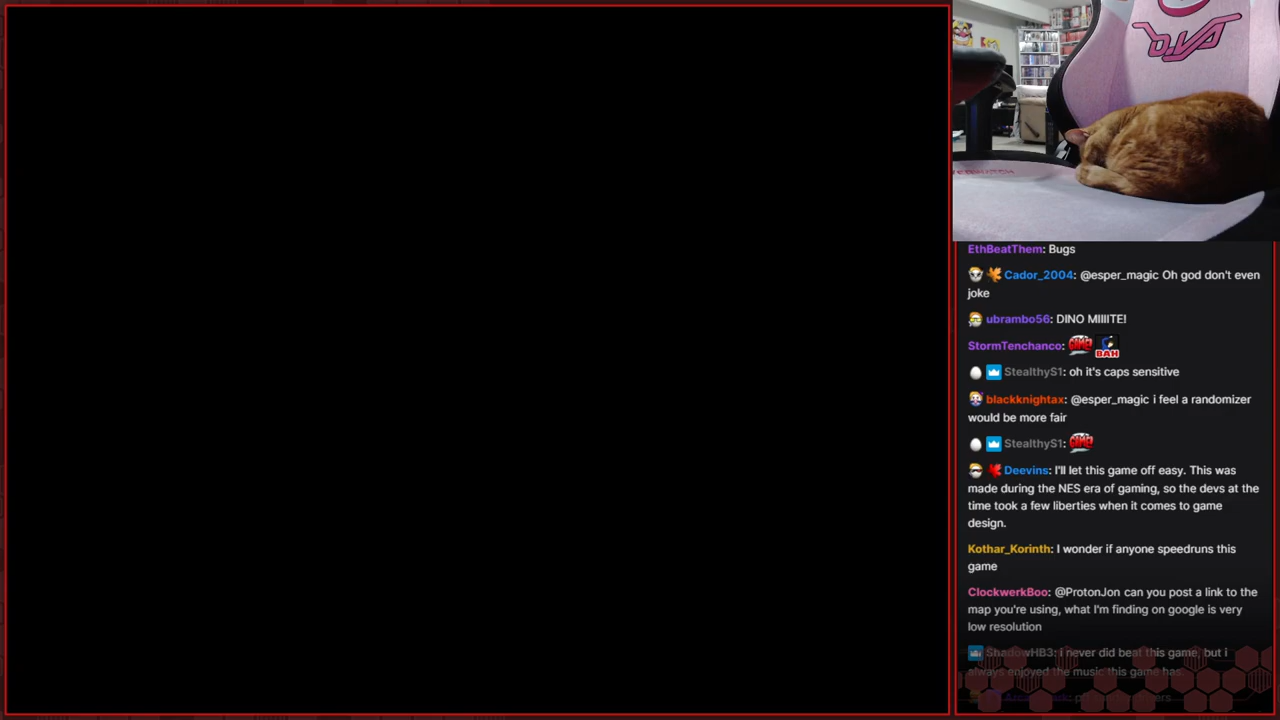 D.VA
EthBeatThem: Bugs
Cador_2004: @esper_magic Oh god don't even
joke
ubrambo56: DINO MIIIITE!
StormTenchanco: GAME! BAH
StealthyS1: oh it's caps sensitive
blackknightax: @esper_magic i feel a randomizer
would be more fair
StealthyS1: GAME!
Deevins: I'll let this game off easy. This was
made during the NES era of gaming, so the devs at the
time took a few liberties when it comes to game
design.
Kothar_Korinth: I wonder if anyone speedruns this
game
ClockwerkBoo: @ProtonJon can you post a link to the
map you're using, what I'm finding on google is very
low resolution
ShadowHB3: i never did beat this game, but i
always enjoyed the music this game has.